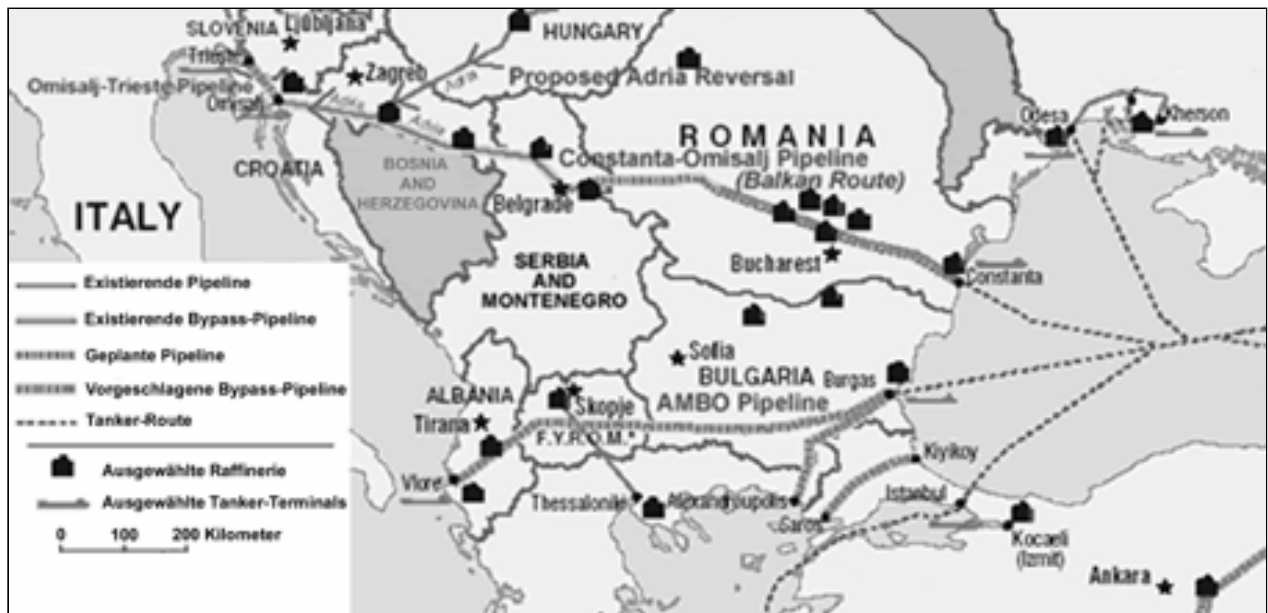 SLOVENIA
Ljubljana
HUNGARY
Trieste
Zagreb
Adria
Proposed Adria Reversal
Omisalj-Trieste Pipeline
Omisalj
Adria
Adria
Odesa
Kherson
ROMANIA
CROATIA
BOSNIA
AND
HERZEGOVINA
Constanta-Omisalj Pipeline
(Balkan Route)
Belgrade
ITALY
Bucharest
Constanta
SERBIA
AND
MONTENEGRO
Existierende Pipeline
Existierende Bypass-Pipeline
Geplante Pipeline
Vorgeschlagene Bypass-Pipeline
Tanker-Route
Ausgewählte Raffinerie
Ausgewählte Tanker-Terminals
0 100 200 Kilometer
Sofia
BULGARIA
Burgas
ALBANIA
Skopje
AMBO Pipeline
Tirana
F.Y.R.O.M.*
Kiyikoy
Vlore
Thessaloniki
Alexandroupolis
Istanbul
Saros
Kocaeli
(Izmit)
Ankara